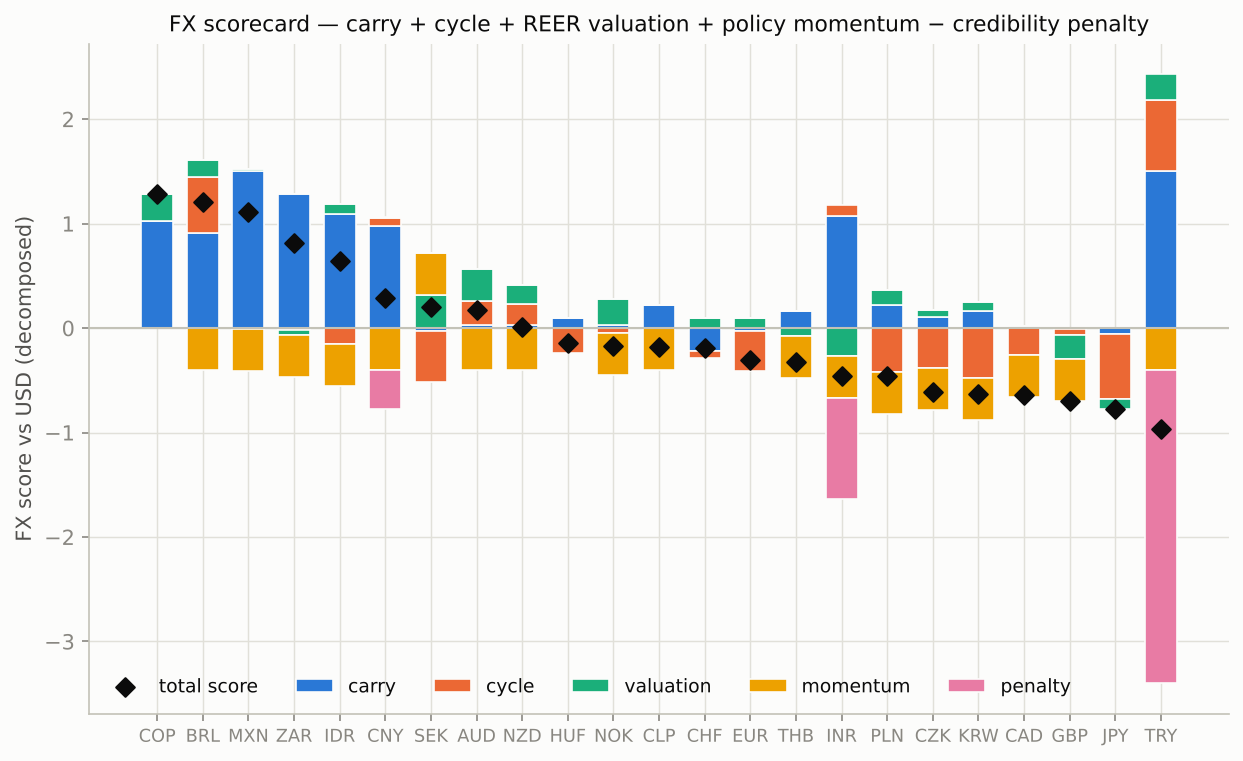 FX scorecard — carry + cycle + REER valuation + policy momentum − credibility penalty
FX score vs USD (decomposed)
2
1
0
−1
−2
−3
total score carry cycle valuation momentum penalty
COP BRL MXN ZAR IDR CNY SEK AUD NZD HUF NOK CLP CHF EUR THB INR PLN CZK KRW CAD GBP JPY TRY